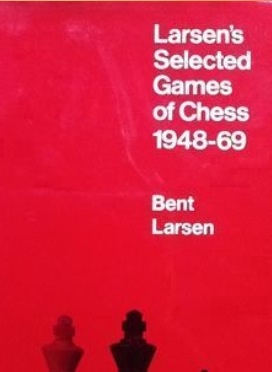 Larsen's
Selected
Games
of Chess
1948-69
Bent
Larsen